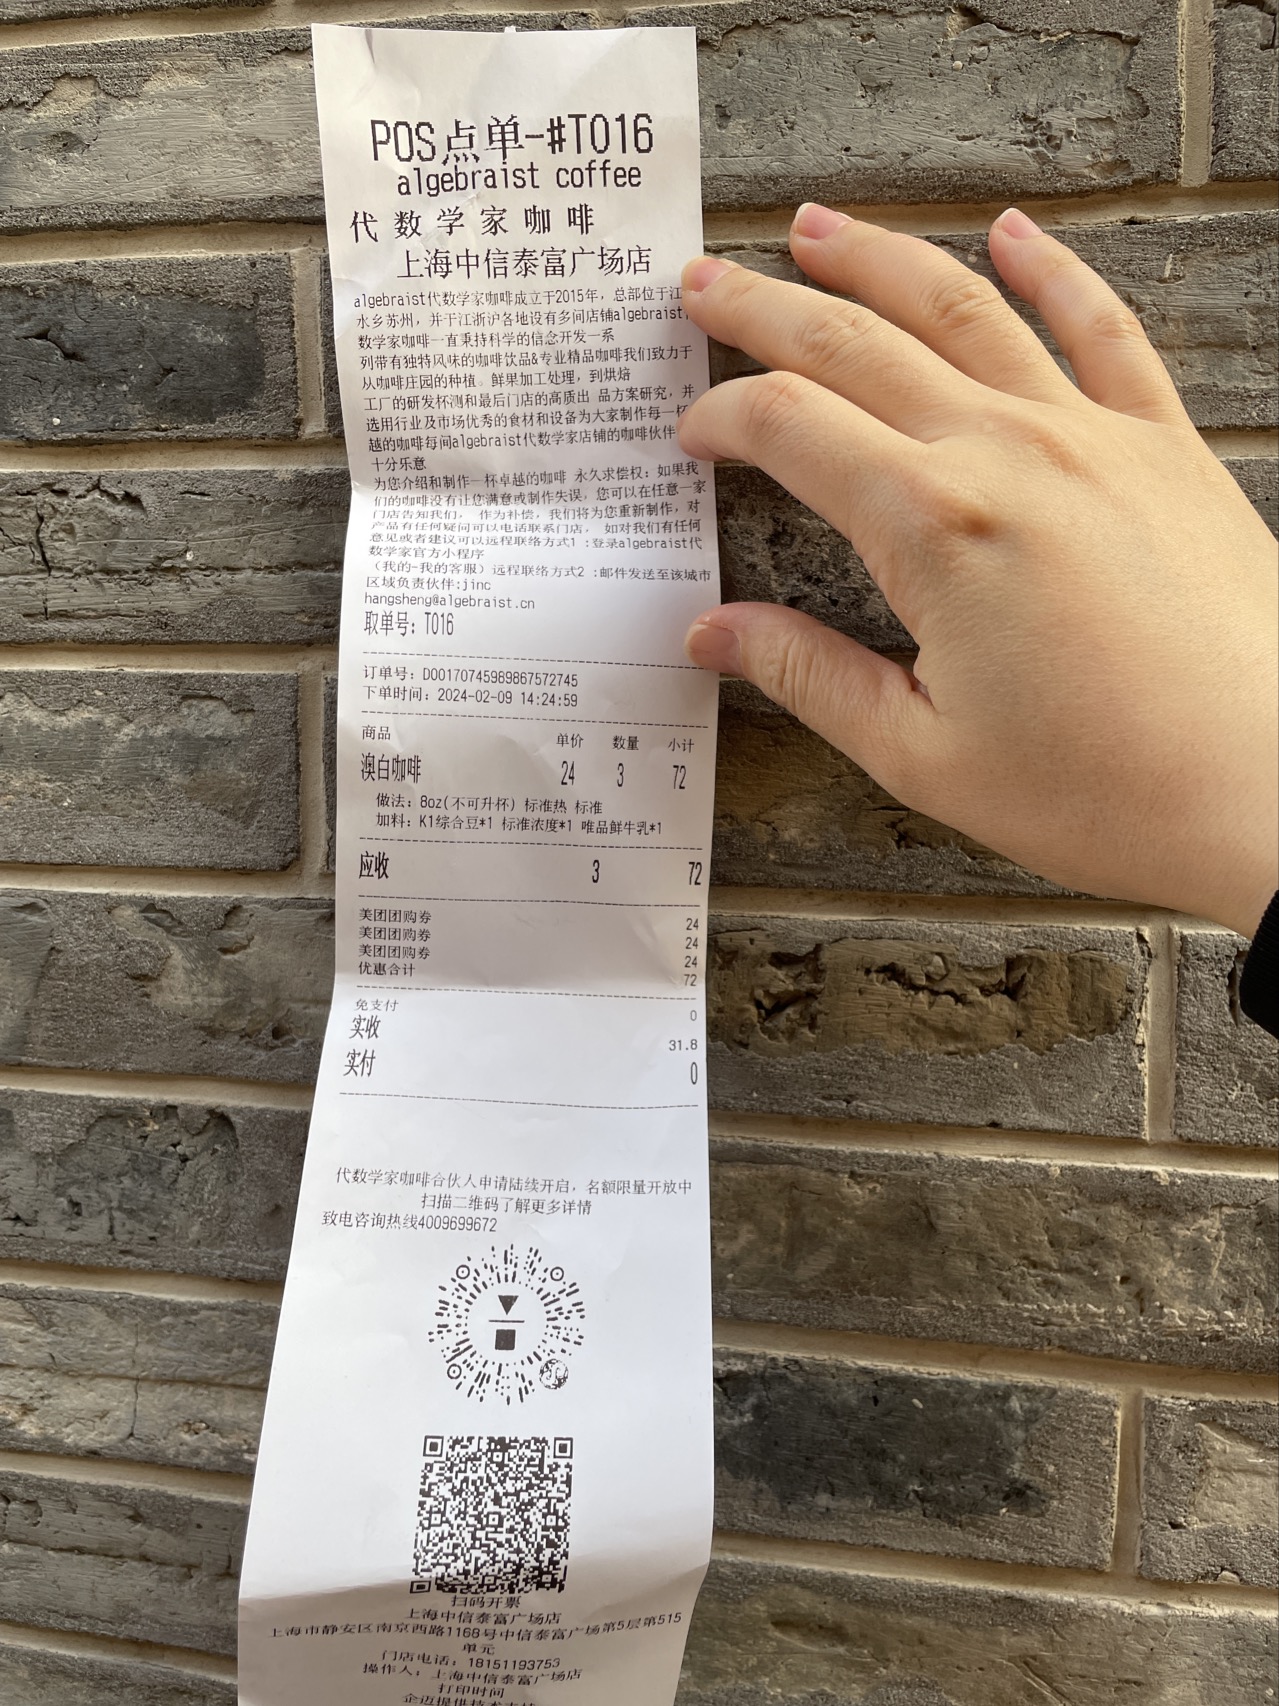 POS点单-#T016
algebraist coffee
代数学家咖啡
上海中信泰富广场店
algebraist代数学家咖啡成立于2015年，总部位于江
水乡苏州，并于江浙沪各地设有多间店铺algebraist
数学家咖啡一直秉持科学的信念开发一系
列带有独特风味的咖啡饮品&专业精品咖啡我们致力于
从咖啡庄园的种植。鲜果加工处理，到烘焙
工厂的研发杯测和最后门店的高质出 品方案研究，并
选用行业及市场优秀的食材和设备为大家制作每一杯
越的咖啡每间algebraist代数学家店铺的咖啡伙伴
十分乐意
为您介绍和制作一杯卓越的咖啡 永久求偿权：如果我
们的咖啡没有让您满意或制作失误，您可以在任意一家
门店告知我们， 作为补偿，我们将为您重新制作，对
产品有任何疑问可以电话联系门店， 如对我们有任何
意见或者建议可以远程联络方式1 :登录algebraist代
数学家官方小程序
（我的-我的客服）远程联络方式2 :邮件发送至该城市
区域负责伙伴:jinc
hangsheng@algebraist.cn
取单号：T016
订单号：D00170745989867572745
下单时间：2024-02-09 14:24:59
商品 单价 数量 小计
澳白咖啡 24 3 72
做法：8oz(不可升杯) 标准热 标准
加料：K1综合豆*1 标准浓度*1 唯品鲜牛乳*1
应收 3 72
美团团购券 24
美团团购券 24
美团团购券 24
优惠合计 72
免支付 0
实收 31.8
实付 0
代数学家咖啡合伙人申请陆续开启，名额限量开放中
扫描二维码了解更多详情
致电咨询热线4009699672
扫码开票
上海中信泰富广场店
上海市静安区南京西路1168号中信泰富广场第5层第515
单元
门店电话：18151193753
操作人：上海中信泰富广场店
打印时间
企迈提供技术支持